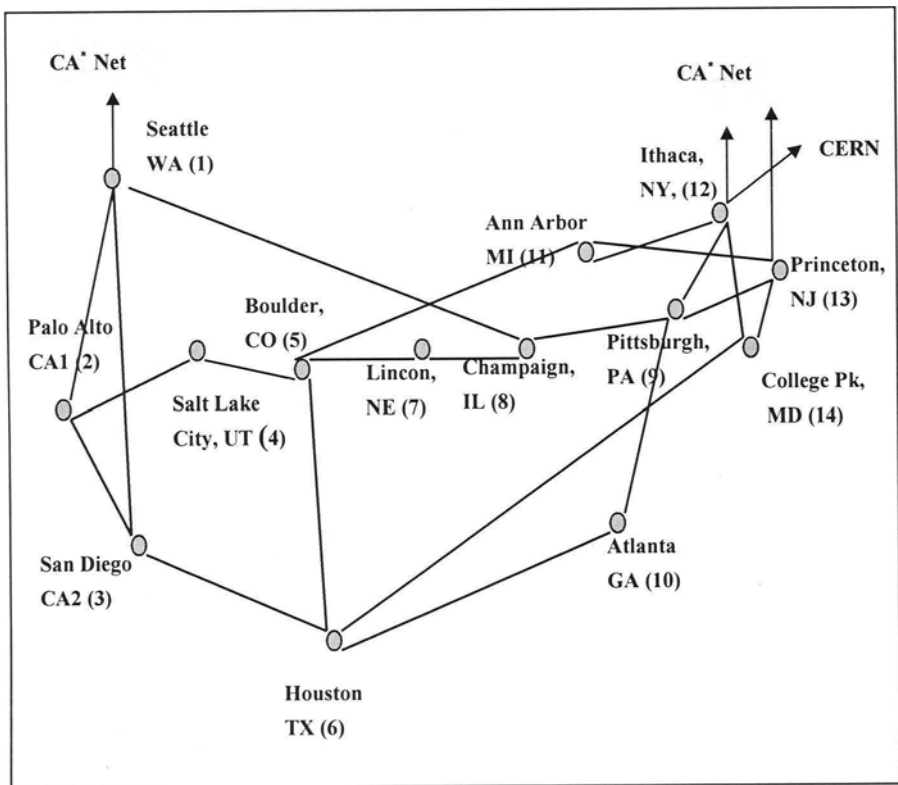 CA* Net
CA* Net
Seattle
WA (1)
Ithaca,
NY, (12)
CERN
Ann Arbor
MI (11)
Princeton,
NJ (13)
Boulder,
CO (5)
Palo Alto
CA1 (2)
Lincon,
NE (7)
Champaign,
IL (8)
Pittsburgh,
PA (9)
College Pk,
MD (14)
Salt Lake
City, UT (4)
San Diego
CA2 (3)
Atlanta
GA (10)
Houston
TX (6)